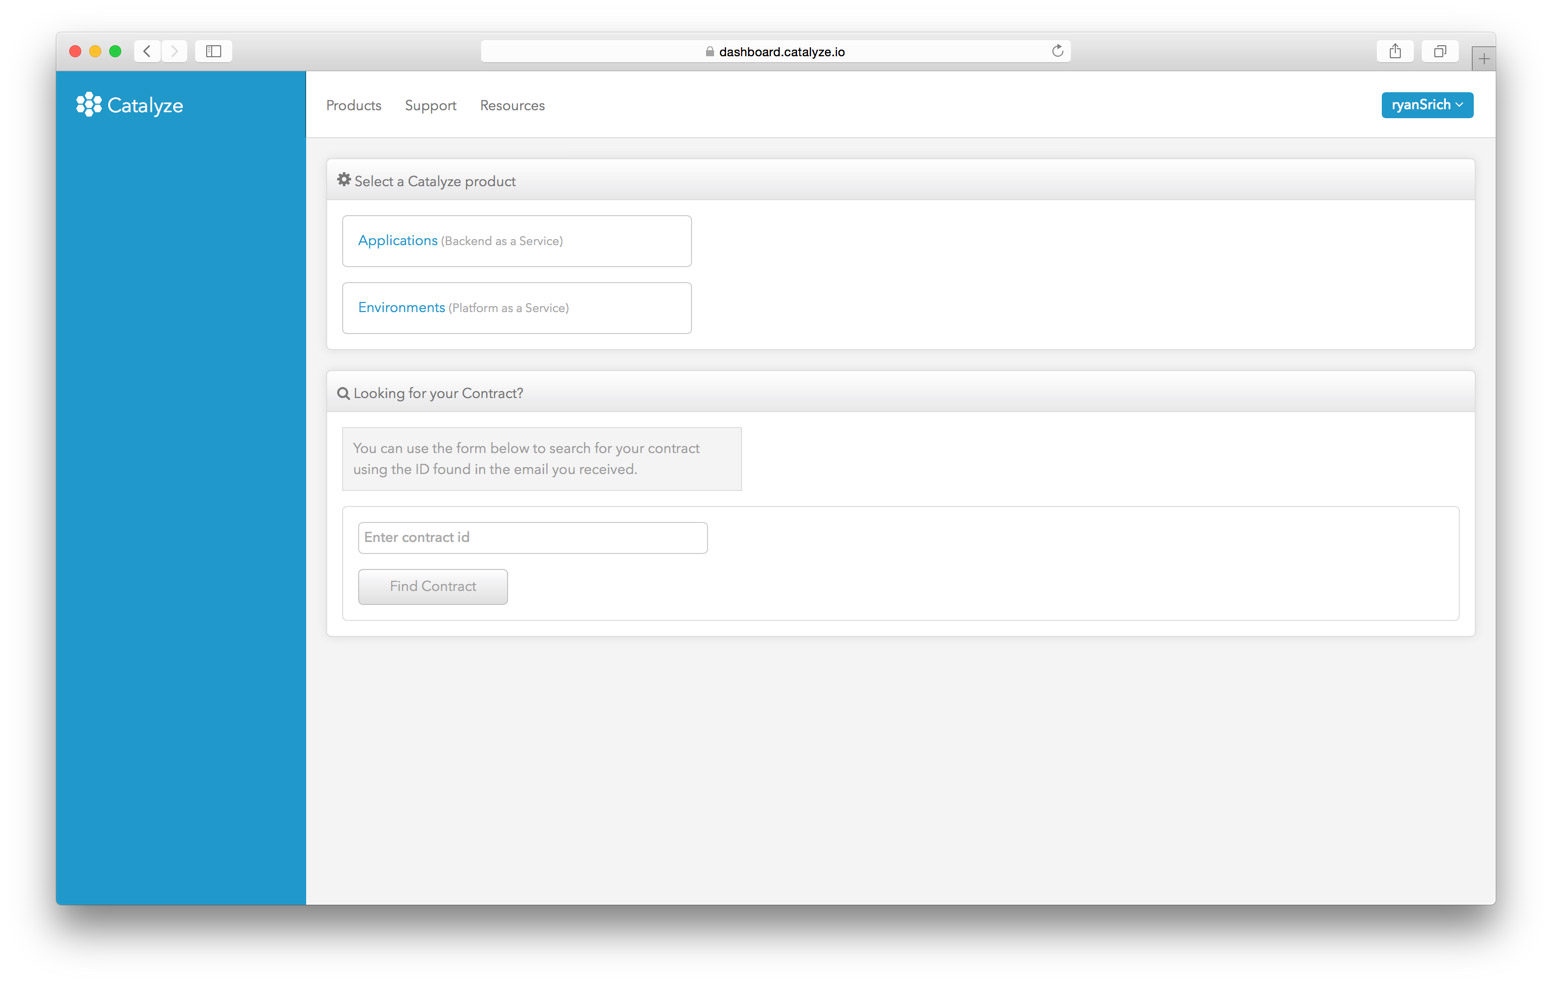 dashboard.catalyze.io
Catalyze
Products Support Resources
ryanSrich
Select a Catalyze product
Applications (Backend as a Service)
Environments (Platform as a Service)
Looking for your Contract?
You can use the form below to search for your contract
using the ID found in the email you received.
Enter contract id
Find Contract